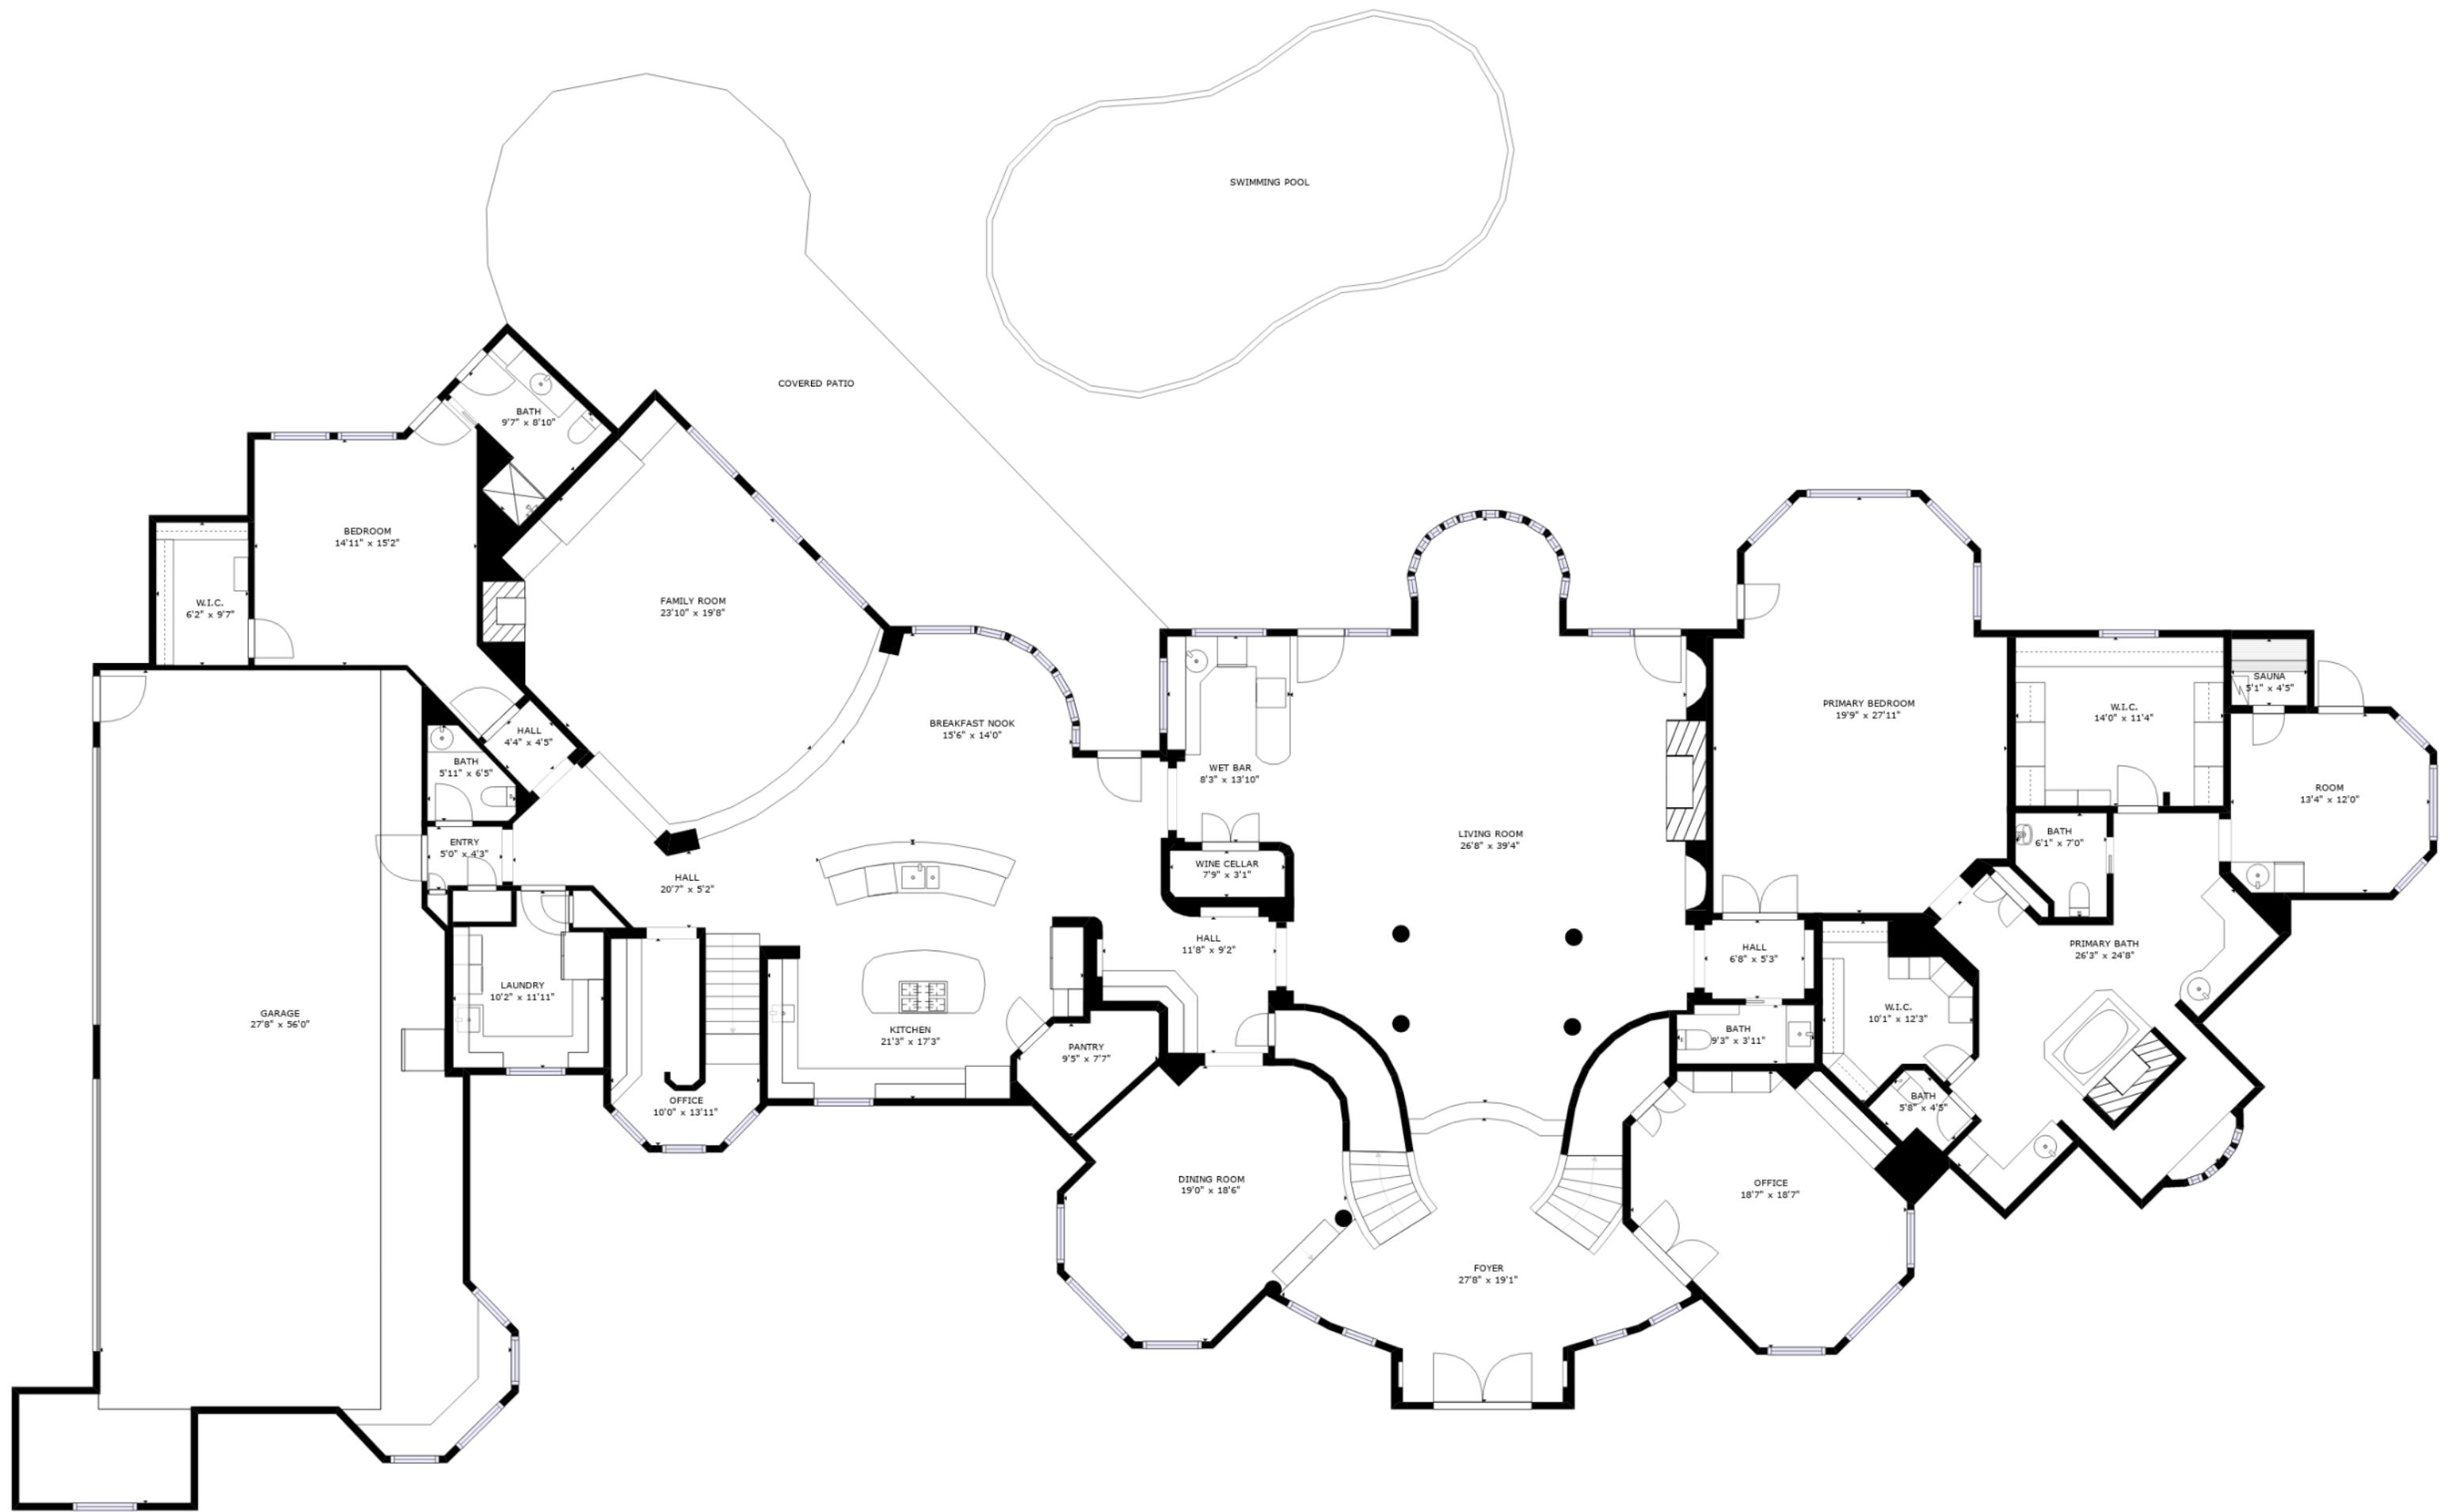 SWIMMING POOL
COVERED PATIO
BATH
9'7" x 8'10"
BEDROOM
14'11" x 15'2"
W.I.C.
6'2" x 9'7"
FAMILY ROOM
23'10" x 19'8"
BREAKFAST NOOK
15'6" x 14'0"
HALL
4'4" x 4'5"
BATH
5'11" x 6'5"
ENTRY
5'0" x 4'3"
HALL
20'7" x 5'2"
WET BAR
8'3" x 13'10"
WINE CELLAR
7'9" x 3'1"
HALL
11'8" x 9'2"
LIVING ROOM
26'8" x 39'4"
PRIMARY BEDROOM
19'9" x 27'11"
W.I.C.
14'0" x 11'4"
SAUNA
5'1" x 4'5"
ROOM
13'4" x 12'0"
BATH
6'1" x 7'0"
PRIMARY BATH
26'3" x 24'8"
HALL
6'8" x 5'3"
W.I.C.
10'1" x 12'3"
BATH
9'3" x 3'11"
BATH
5'8" x 4'5"
GARAGE
27'8" x 56'0"
LAUNDRY
10'2" x 11'11"
OFFICE
10'0" x 13'11"
KITCHEN
21'3" x 17'3"
PANTRY
9'5" x 7'7"
DINING ROOM
19'0" x 18'6"
FOYER
27'8" x 19'1"
OFFICE
18'7" x 18'7"